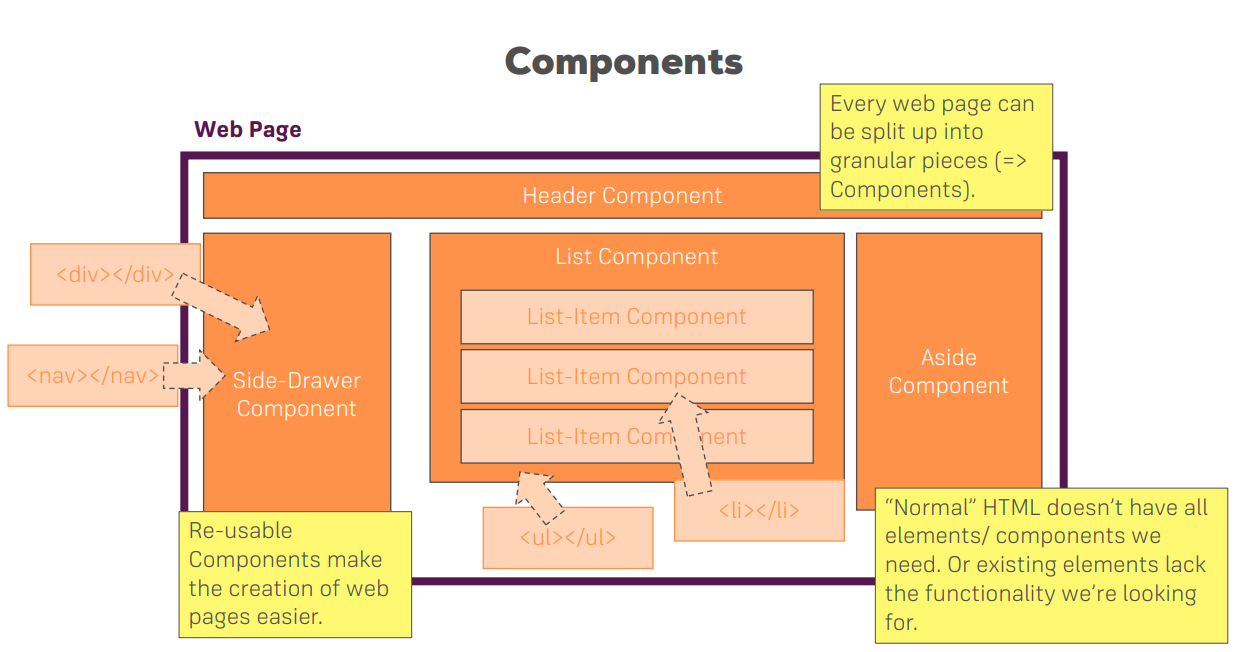 Components
Web Page
Every web page can
be split up into
granular pieces (=>
Components).
Header Component
<div></div>
<nav></nav>
Side-Drawer
Component
List Component
List-Item Component
List-Item Component
List-Item Component
Aside
Component
<ul></ul>
<li></li>
Re-usable
Components make
the creation of web
pages easier.
“Normal” HTML doesn’t have all
elements/ components we
need. Or existing elements lack
the functionality we’re looking
for.